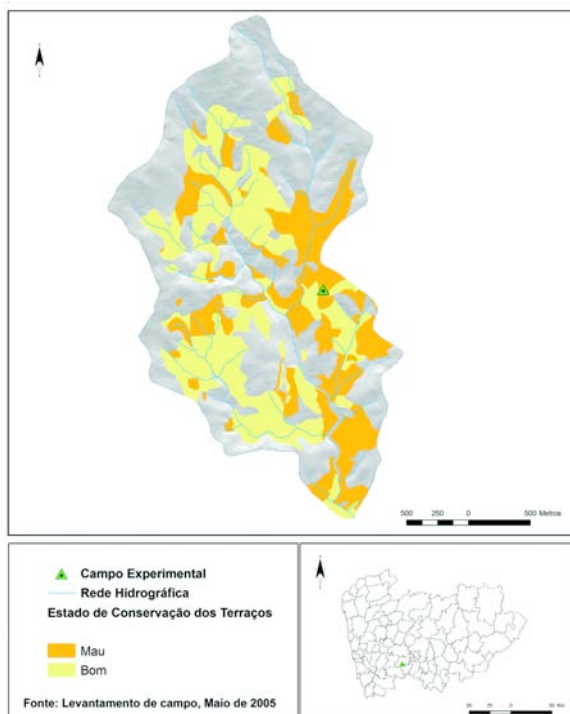 500 250 0 500 Metros
Campo Experimental
Rede Hidrográfica
Estado de Conservação dos Terraços
Mau
Bom
Fonte: Levantamento de campo, Maio de 2005
0